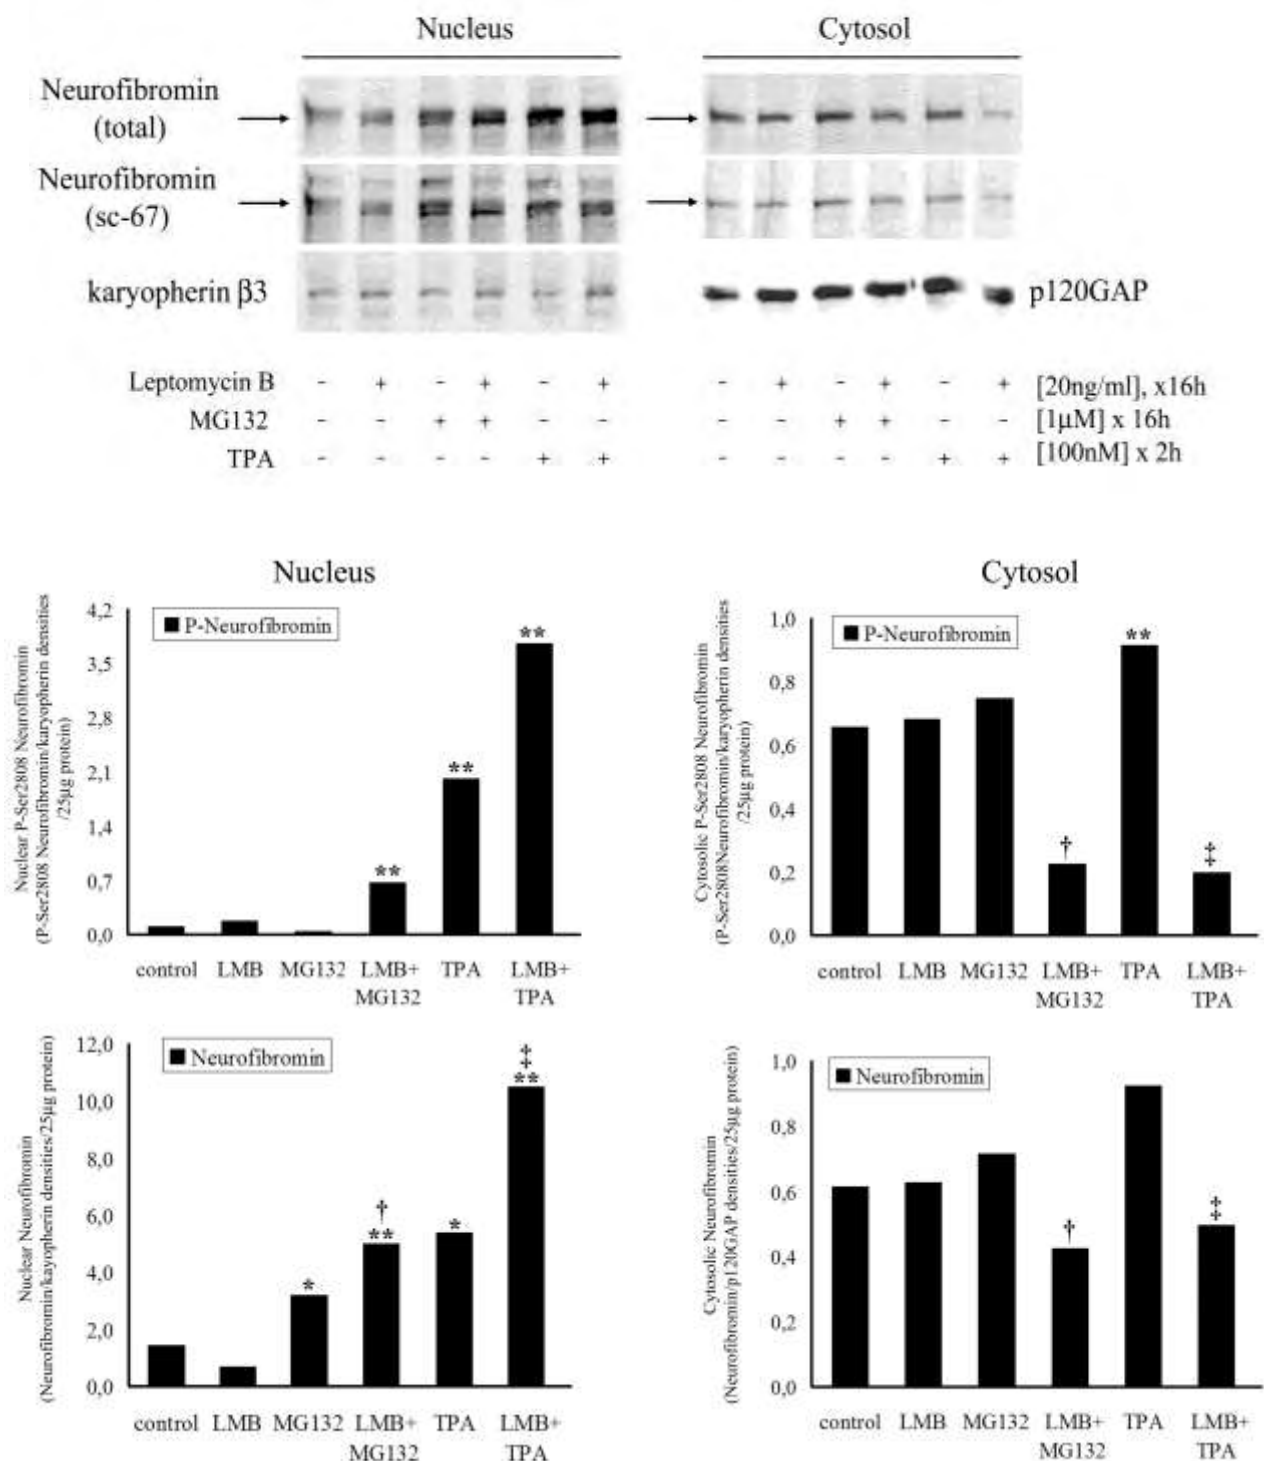 Nucleus Cytosol
Neurofibromin
(total)
Neurofibromin
(sc-67)
karyopherin β3 p120GAP
Leptomycin B - + - + - + - + - + - + [20ng/ml], x16h
MG132 - - + + - - - - + + - - [1μM] x 16h
TPA - - - - + + - - - - + + [100nM] x 2h
Nucleus
Nuclear P-Ser2808 Neurofibromin
(P-Ser2808 Neurofibromin/karyopherin densities
/25μg protein)
P-Neurofibromin
4,2
3,5
2,8
2,1
1,4
0,7
0,0
**
**
**
control LMB MG132 LMB+ TPA LMB+
MG132 TPA
Cytosol
Cytosolic P-Ser2808 Neurofibromin
(P-Ser2808Neurofibromin/karyopherin densities
/25μg protein)
P-Neurofibromin
1,0
0,8
0,6
0,4
0,2
0,0
†
**
‡
control LMB MG132 LMB+ TPA LMB+
MG132 TPA
Nuclear Neurofibromin
(Neurofibromin/kayopherin densities/25μg protein)
Neurofibromin
12,0
10,0
8,0
6,0
4,0
2,0
0,0
*
†
**
*
‡
**
control LMB MG132 LMB+ TPA LMB+
MG132 TPA
Cytosolic Neurofibromin
(Neurofibromin/p120GAP densities/25μg protein)
Neurofibromin
1,0
0,8
0,6
0,4
0,2
0,0
†
‡
control LMB MG132 LMB+ TPA LMB+
MG132 TPA